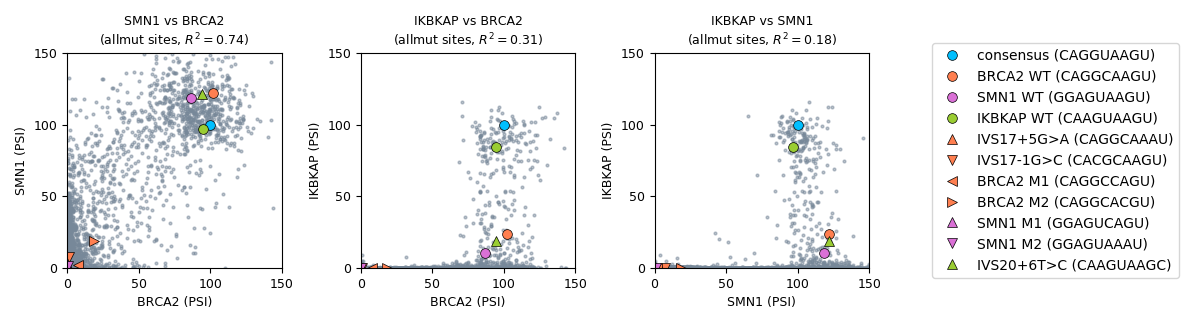 SMN1 vs BRCA2
(allmut sites, R² = 0.74)
150
100
50
0
SMN1 (PSI)
0 50 100 150
BRCA2 (PSI)
IKBKAP vs BRCA2
(allmut sites, R² = 0.31)
150
100
50
0
IKBKAP (PSI)
0 50 100 150
BRCA2 (PSI)
IKBKAP vs SMN1
(allmut sites, R² = 0.18)
150
100
50
0
IKBKAP (PSI)
0 50 100 150
SMN1 (PSI)
consensus (CAGGUAAGU)
BRCA2 WT (CAGGCAAGU)
SMN1 WT (GGAGUAAGU)
IKBKAP WT (CAAGUAAGU)
IVS17+5G>A (CAGGCAAAU)
IVS17-1G>C (CACGCAAGU)
BRCA2 M1 (CAGGCCAGU)
BRCA2 M2 (CAGGCACGU)
SMN1 M1 (GGAGUCAGU)
SMN1 M2 (GGAGUAAAU)
IVS20+6T>C (CAAGUAAGC)